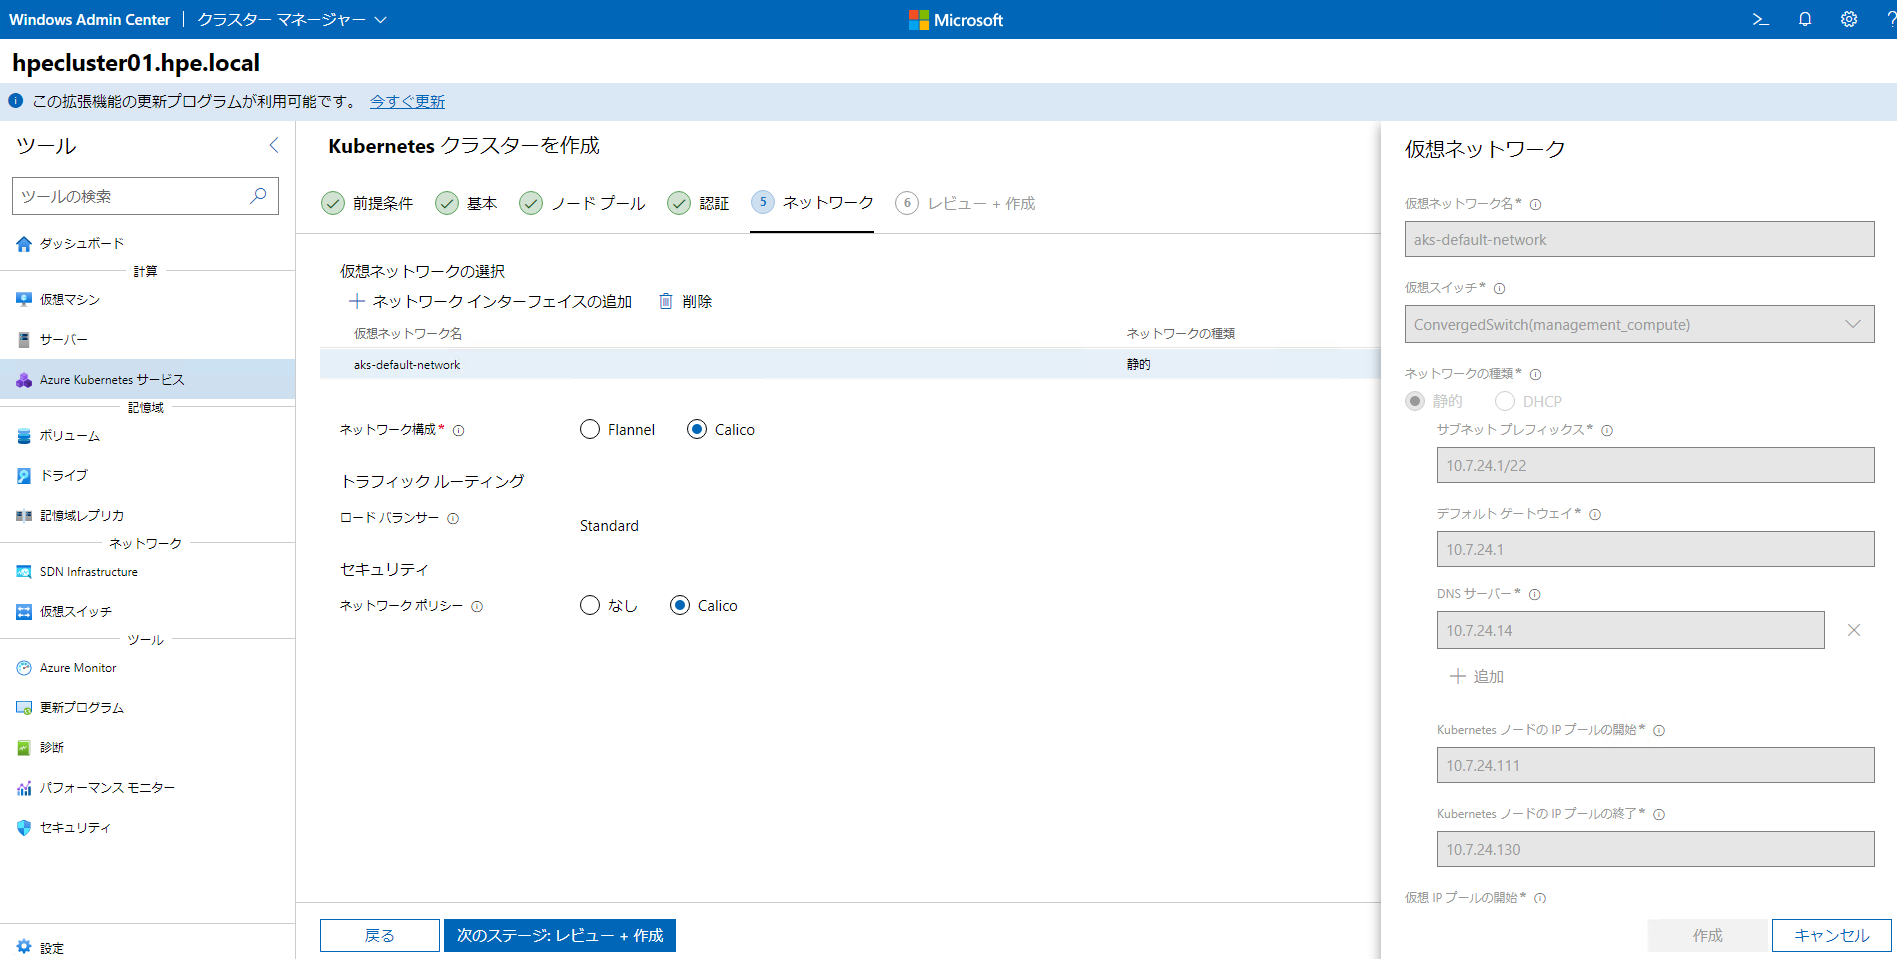 Windows Admin Center クラスター マネージャー
Microsoft
hpecluster01.hpe.local
この拡張機能の更新プログラムが利用可能です。 今すぐ更新
ツール
ツールの検索
ダッシュボード
計算
仮想マシン
サーバー
Azure Kubernetes サービス
記憶域
ボリューム
ドライブ
記憶域レプリカ
ネットワーク
SDN Infrastructure
仮想スイッチ
ツール
Azure Monitor
更新プログラム
診断
パフォーマンス モニター
セキュリティ
設定
Kubernetes クラスターを作成
前提条件 基本 ノード プール 認証 5 ネットワーク 6 レビュー + 作成
仮想ネットワークの選択
ネットワーク インターフェイスの追加 削除
仮想ネットワーク名 ネットワークの種類
aks-default-network 静的
ネットワーク構成* Flannel Calico
トラフィック ルーティング
ロード バランサー Standard
セキュリティ
ネットワーク ポリシー なし Calico
戻る 次のステージ: レビュー + 作成
仮想ネットワーク
仮想ネットワーク名*
aks-default-network
仮想スイッチ*
ConvergedSwitch(management_compute)
ネットワークの種類*
静的 DHCP
サブネット プレフィックス*
10.7.24.1/22
デフォルト ゲートウェイ*
10.7.24.1
DNS サーバー*
10.7.24.14
追加
Kubernetes ノードの IP プールの開始*
10.7.24.111
Kubernetes ノードの IP プールの終了*
10.7.24.130
仮想 IP プールの開始*
作成 キャンセル